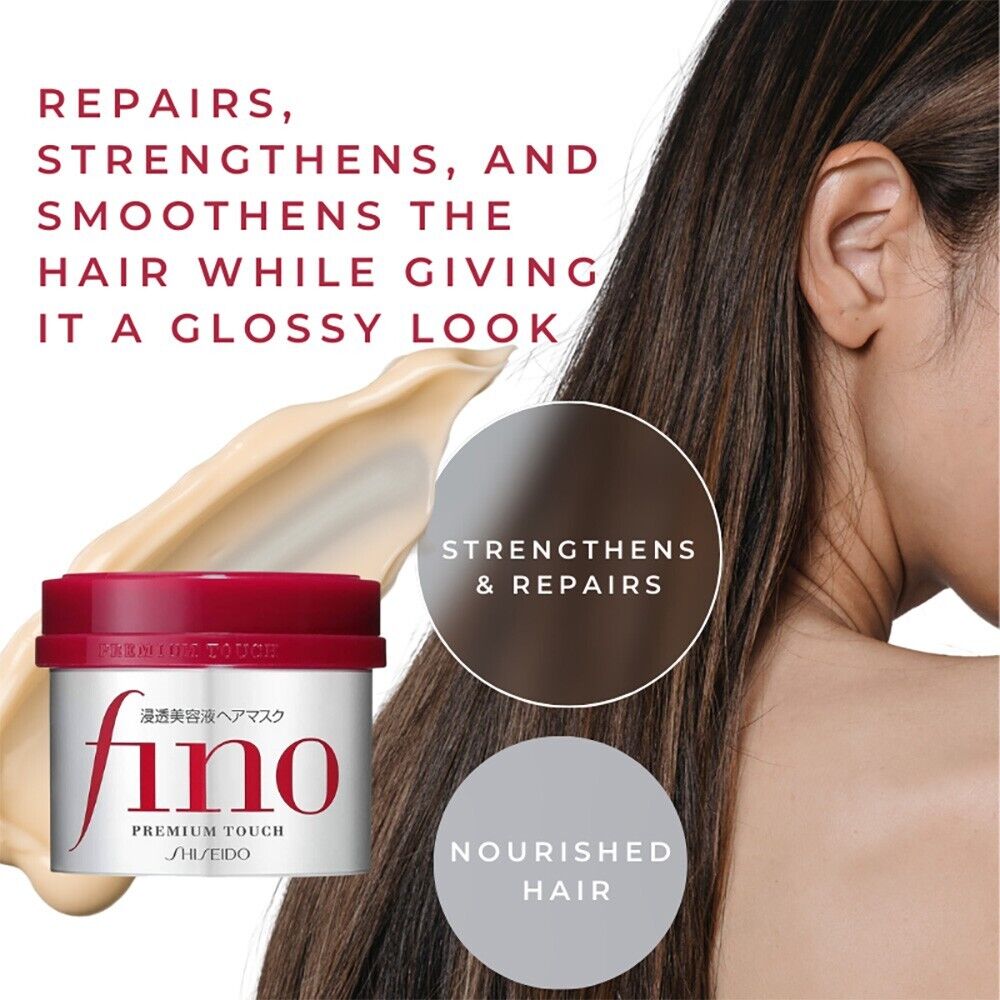 REPAIRS,
STRENGTHENS, AND
SMOOTHENS THE
HAIR WHILE GIVING
IT A GLOSSY LOOK
STRENGTHENS
& REPAIRS
PREMIUM TOUCH
浸透美容液ヘアマスク
fino
PREMIUM TOUCH
SHISEIDO
NOURISHED
HAIR